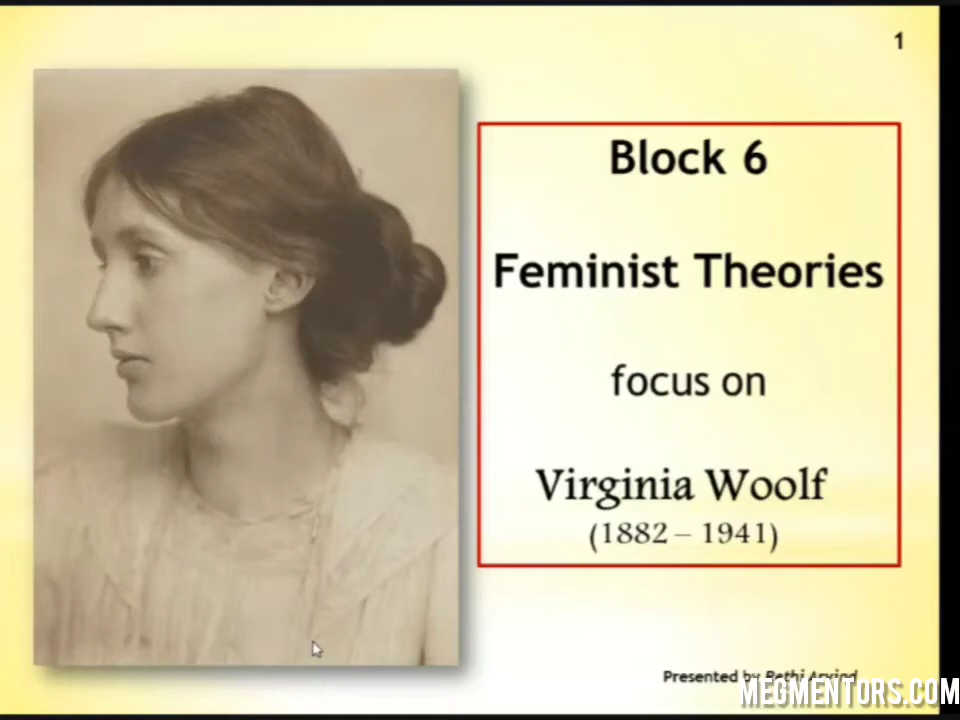 1
Block 6
Feminist Theories
focus on
Virginia Woolf
(1882 – 1941)
Presented by
MEGMENTORS.COM